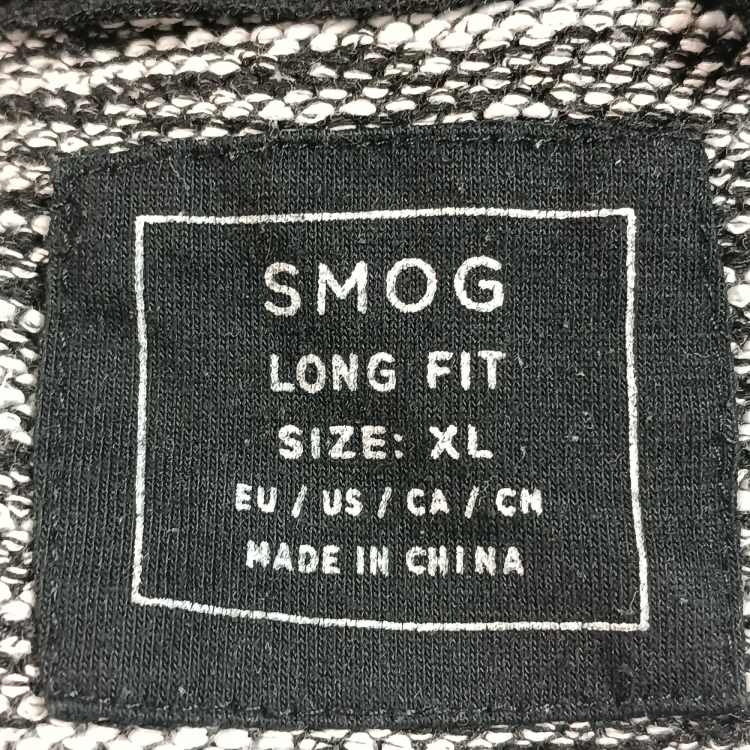 SMOG
LONG FIT
SIZE: XL
EU / US / CA / CN
MADE IN CHINA